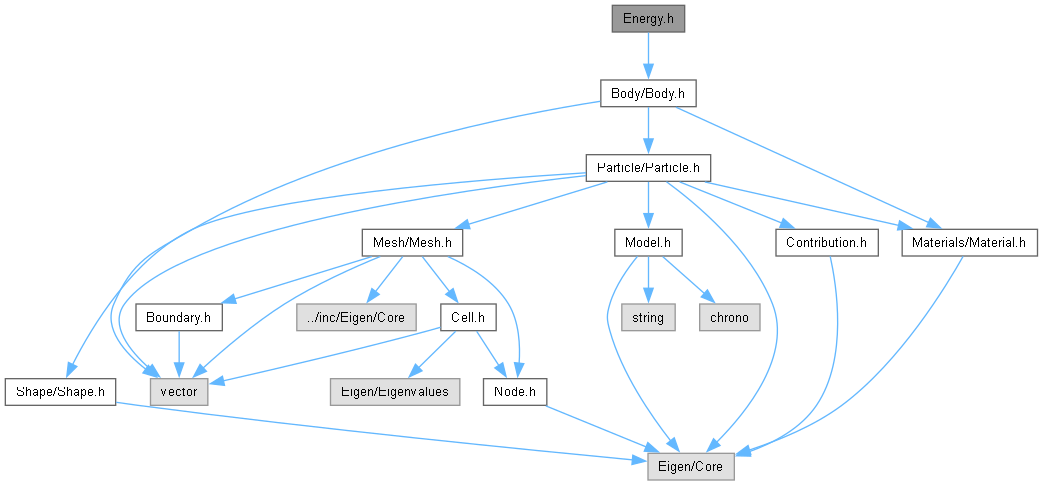 Energy.h
Body/Body.h
Particle/Particle.h
Mesh/Mesh.h
Model.h
Contribution.h
Materials/Material.h
Boundary.h
../inc/Eigen/Core
Cell.h
string
chrono
Shape/Shape.h
vector
Eigen/Eigenvalues
Node.h
Eigen/Core